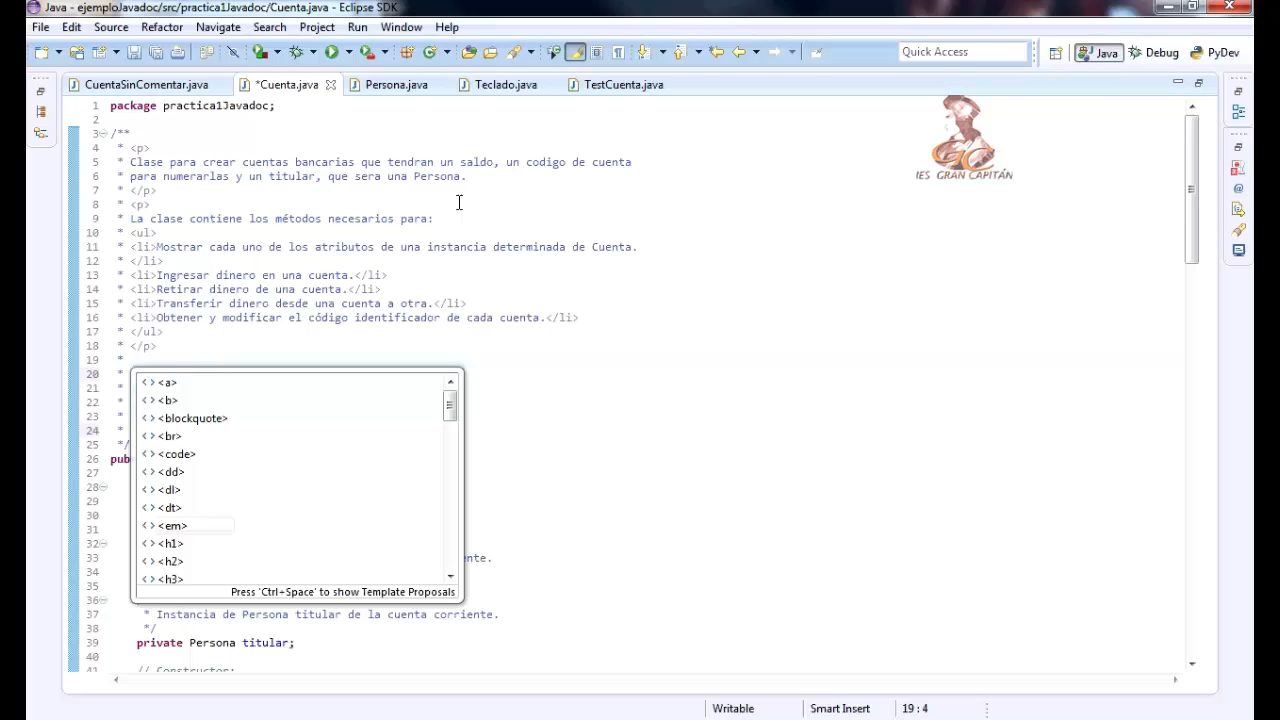 Java - ejemploJavadoc/src/practica1Javadoc/Cuenta.java - Eclipse SDK
File Edit Source Refactor Navigate Search Project Run Window Help
Quick Access
Java Debug PyDev
CuentaSinComentar.java *Cuenta.java Persona.java Teclado.java TestCuenta.java
1 package practica1Javadoc;
2
3 /**
4 * <p>
5 * Clase para crear cuentas bancarias que tendran un saldo, un codigo de cuenta
6 * para numerarlas y un titular, que sera una Persona.
7 * </p>
8 * <p>
9 * La clase contiene los métodos necesarios para:
10 * <ul>
11 * <li>Mostrar cada uno de los atributos de una instancia determinada de Cuenta.
12 * </li>
13 * <li>Ingresar dinero en una cuenta.</li>
14 * <li>Retirar dinero de una cuenta.</li>
15 * <li>Transferir dinero desde una cuenta a otra.</li>
16 * <li>Obtener y modificar el código identificador de cada cuenta.</li>
17 * </ul>
18 * </p>
19 *
20 *
21 *
22 *
23 *
24 *
25 */
26 pub
27
28
29
30
31
32
33 nte.
34
35
36
37 * Instancia de Persona titular de la cuenta corriente.
38 */
39 private Persona titular;
40
41 // Constructor:
<a>
<b>
<blockquote>
<br>
<code>
<dd>
<dl>
<dt>
<em>
<h1>
<h2>
<h3>
Press 'Ctrl+Space' to show Template Proposals
IES GRAN CAPITÁN
Writable Smart Insert 19 : 4